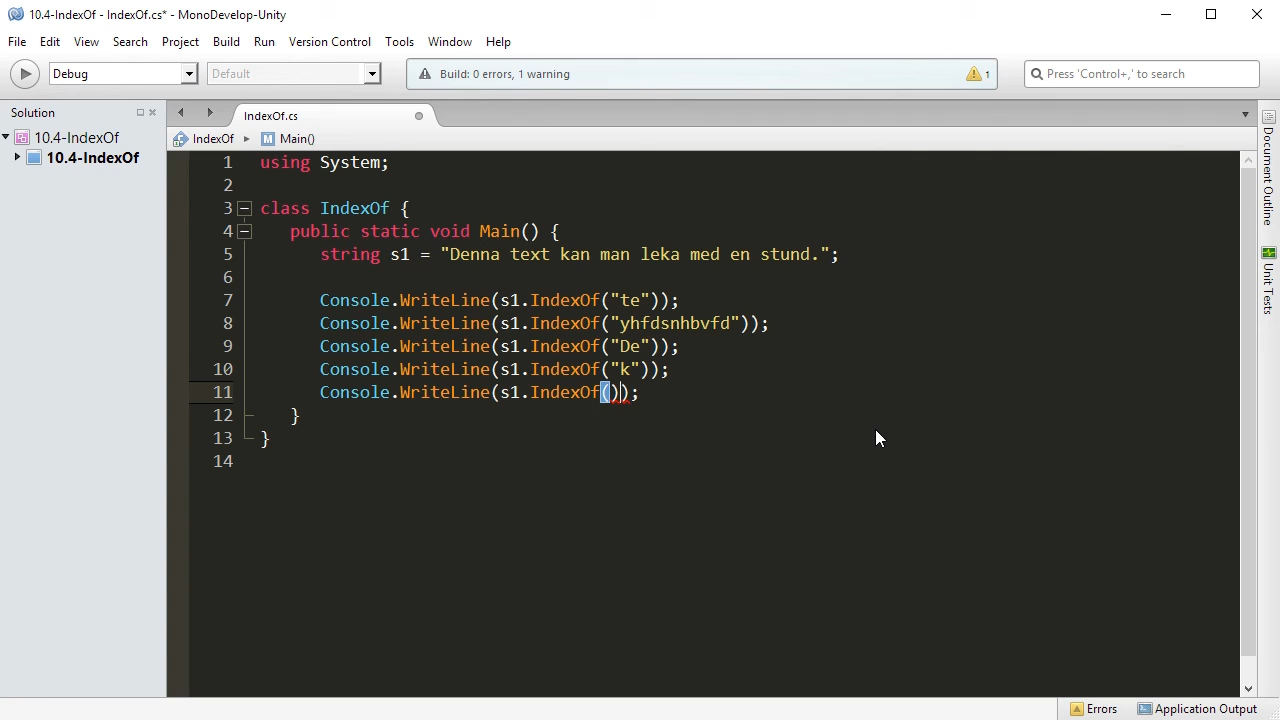 10.4-IndexOf - IndexOf.cs* - MonoDevelop-Unity
File Edit View Search Project Build Run Version Control Tools Window Help
Debug Default Build: 0 errors, 1 warning 1 Press 'Control+,' to search
Solution
IndexOf.cs
10.4-IndexOf
10.4-IndexOf
IndexOf Main()
1 using System;
2
3 class IndexOf {
4 public static void Main() {
5 string s1 = "Denna text kan man leka med en stund.";
6
7 Console.WriteLine(s1.IndexOf("te"));
8 Console.WriteLine(s1.IndexOf("yhfdsnhbvfd"));
9 Console.WriteLine(s1.IndexOf("De"));
10 Console.WriteLine(s1.IndexOf("k"));
11 Console.WriteLine(s1.IndexOf());
12 }
13 }
14
Document Outline
Unit Tests
Errors Application Output